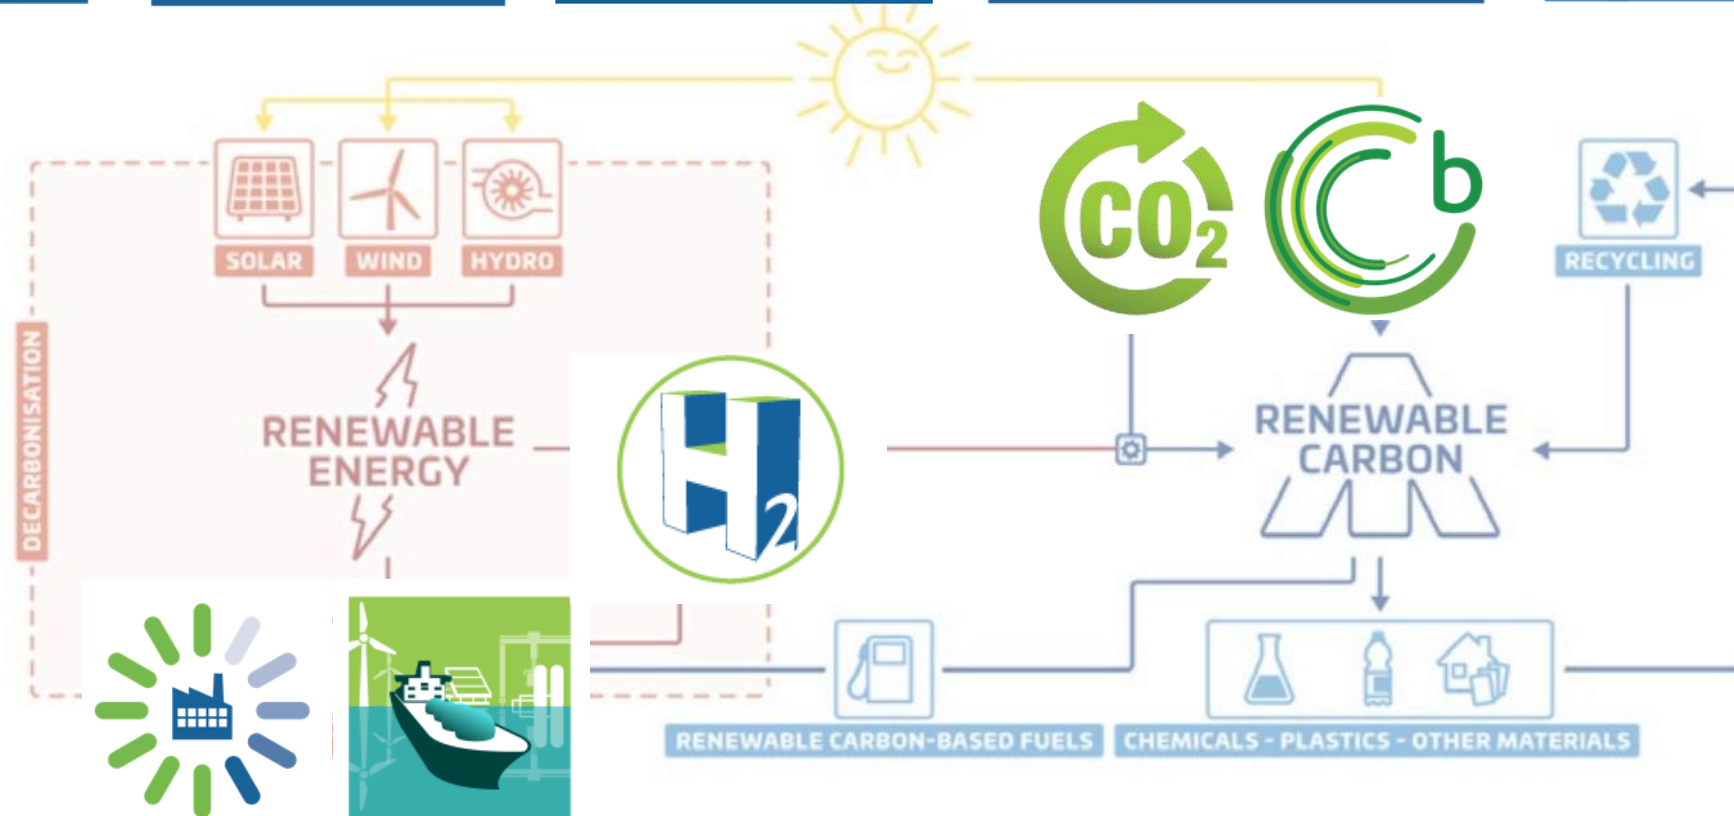 SOLAR
WIND
HYDRO
CO2
b
RECYCLING
DECARBONISATION
RENEWABLE
ENERGY
H2
RENEWABLE
CARBON
RENEWABLE CARBON-BASED FUELS
CHEMICALS - PLASTICS - OTHER MATERIALS